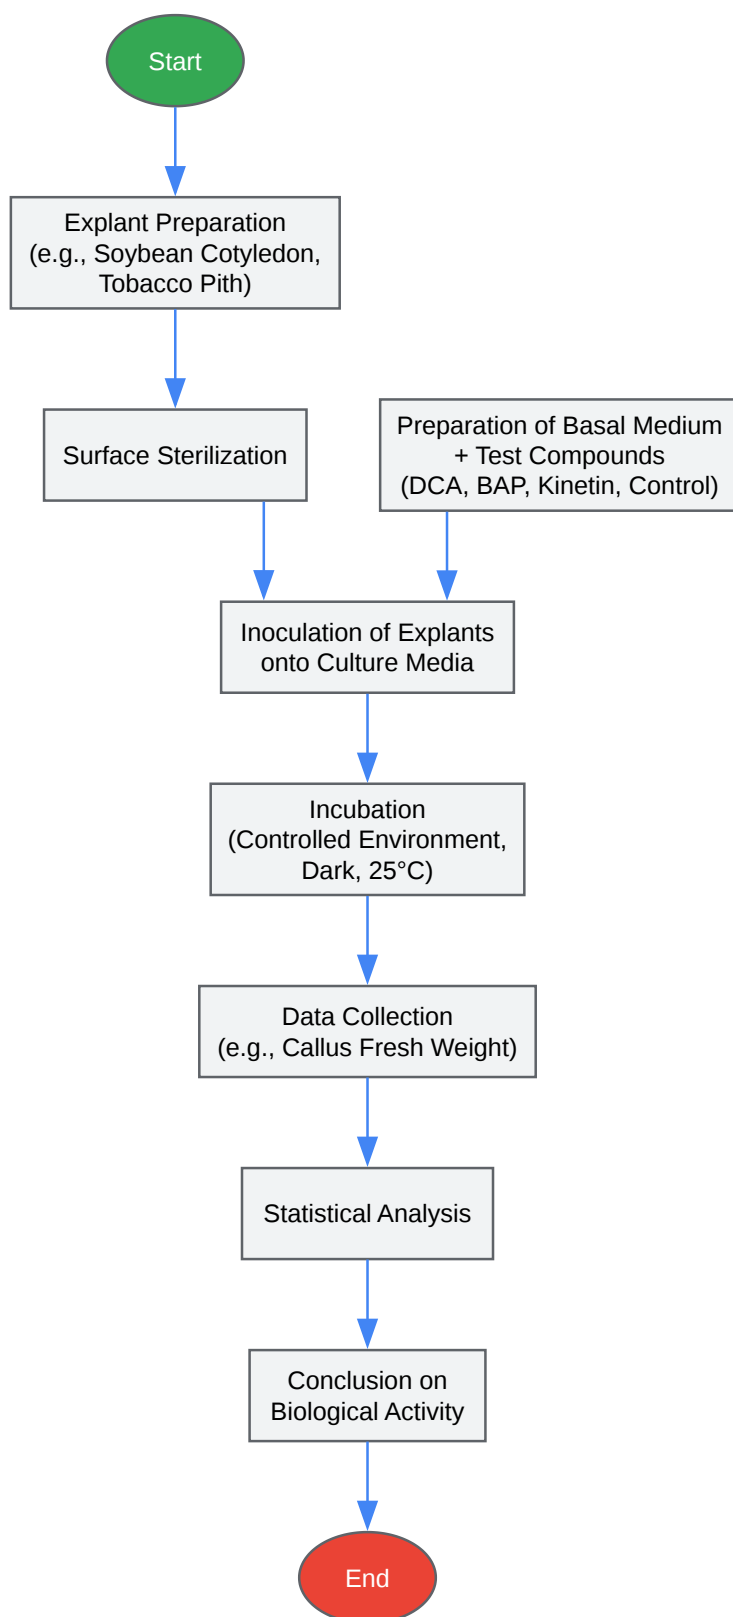 Start
Explant Preparation
(e.g., Soybean Cotyledon,
Tobacco Pith)
Surface Sterilization
Preparation of Basal Medium
+ Test Compounds
(DCA, BAP, Kinetin, Control)
Inoculation of Explants
onto Culture Media
Incubation
(Controlled Environment,
Dark, 25°C)
Data Collection
(e.g., Callus Fresh Weight)
Statistical Analysis
Conclusion on
Biological Activity
End